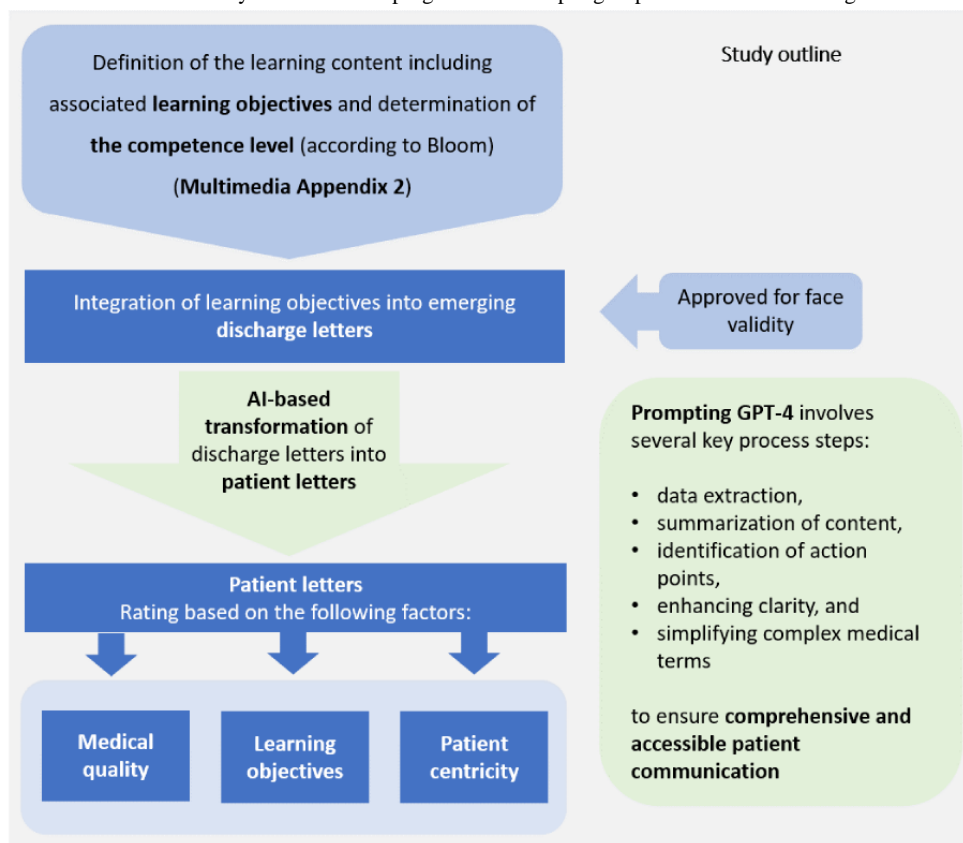 Study outline
Definition of the learning content including
associated learning objectives and determination of
the competence level (according to Bloom)
(Multimedia Appendix 2)
Integration of learning objectives into emerging
discharge letters
Approved for face
validity
AI-based
transformation of
discharge letters into
patient letters
Prompting GPT-4 involves
several key process steps:
• data extraction,
• summarization of content,
• identification of action
points,
• enhancing clarity, and
• simplifying complex medical
terms
to ensure comprehensive and
accessible patient
communication
Patient letters
Rating based on the following factors:
Medical
quality
Learning
objectives
Patient
centricity